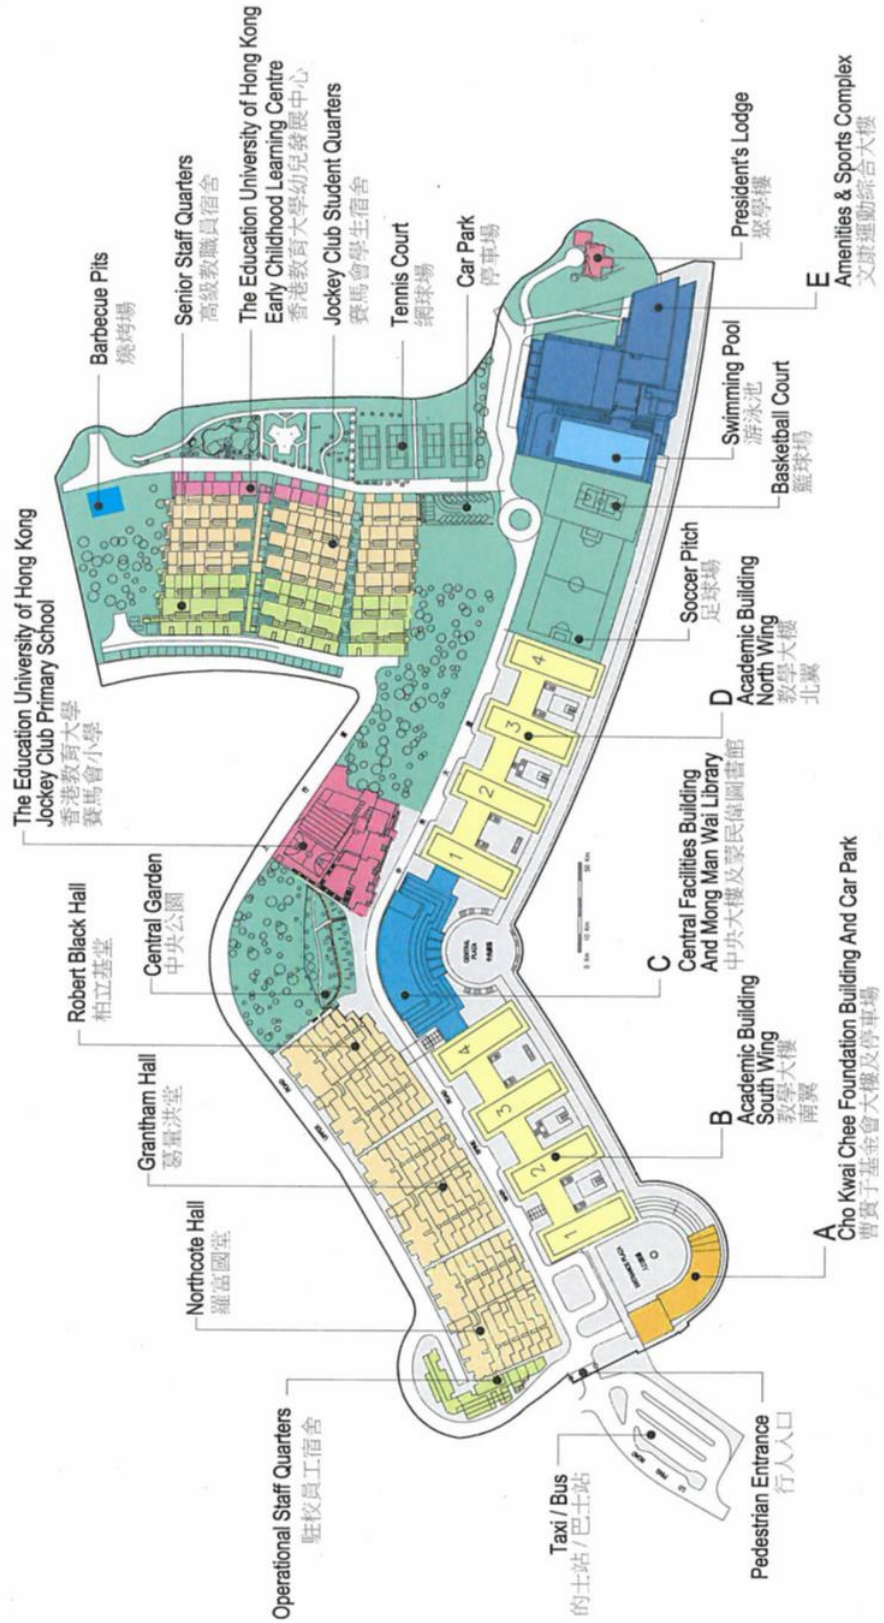 Barbecue Pits
燒烤場
Senior Staff Quarters
高級教職員宿舍
The Education University of Hong Kong
Early Childhood Learning Centre
香港教育大學幼兒發展中心
Jockey Club Student Quarters
賽馬會學生宿舍
Tennis Court
網球場
Car Park
停車場
The Education University of Hong Kong
Jockey Club Primary School
香港教育大學
賽馬會小學
Central Garden
中央公園
Robert Black Hall
柏立基堂
Grantham Hall
葛量洪堂
Northcote Hall
羅富國堂
Operational Staff Quarters
駐校員工宿舍
Taxi / Bus
的士站 / 巴士站
Pedestrian Entrance
行人入口
A
Cho Kwai Chee Foundation Building And Car Park
曹貴子基金會大樓及停車場
B
Academic Building
South Wing
教學大樓
南翼
C
Central Facilities Building
And Mong Man Wai Library
中央大樓及蒙民偉圖書館
D
Academic Building
North Wing
教學大樓
北翼
Soccer Pitch
足球場
Basketball Court
籃球場
Swimming Pool
游泳池
E
Amenities & Sports Complex
文康運動綜合大樓
President's Lodge
聚學樓
1
2
3
4
1
2
3
4
CENTRAL
PLAZA
ENTRANCE PLAZA
ROAD
ROAD